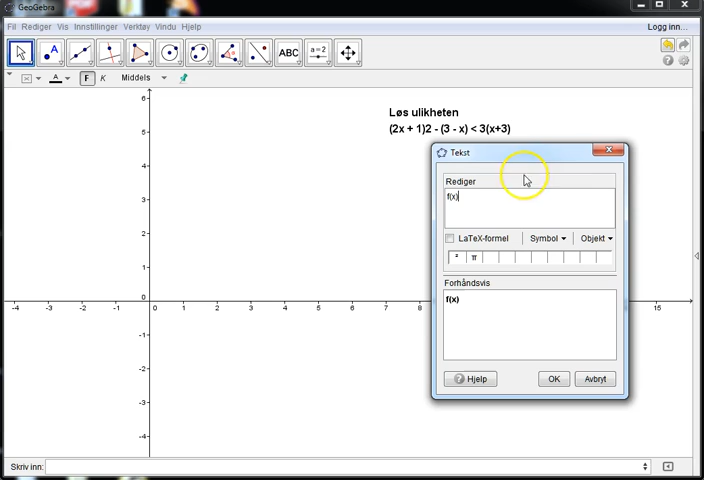 GeoGebra
Fil Rediger Vis Innstillinger Verktøy Vindu Hjelp Logg inn...
A ABC a=2
A F K Middels
Løs ulikheten
(2x + 1)2 - (3 - x) < 3(x+3)
Tekst
Rediger
f(x)
LaTeX-formel Symbol Objekt
² π
Forhåndsvis
f(x)
Hjelp OK Avbryt
6
5
4
3
2
1
0
-4 -3 -2 -1 0 1 2 3 4 5 6 7 8 15
-1
-2
-3
-4
Skriv inn: